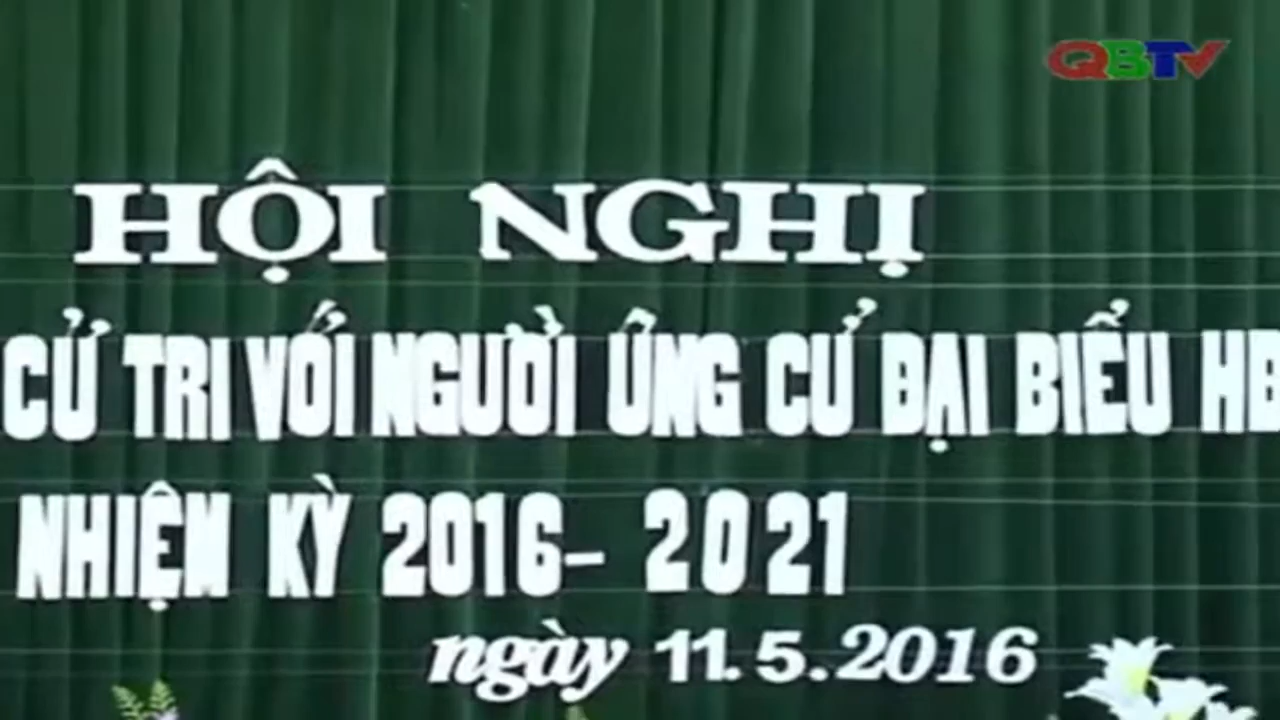 QBTV
HỘI NGHỊ
CỬ TRI VỚI NGƯỜI ỨNG CỬ ĐẠI BIỂU HĐ
NHIỆM KỲ 2016- 2021
ngày 11.5.2016